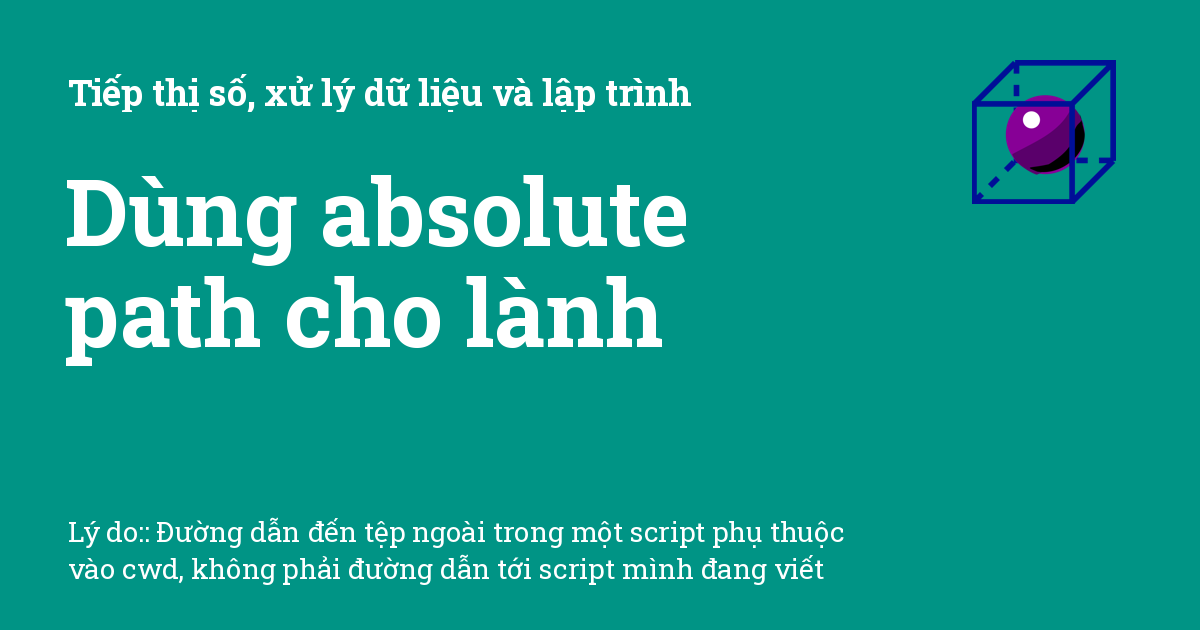 Tiếp thị số, xử lý dữ liệu và lập trình
Dùng absolute
path cho lành
Lý do:: Đường dẫn đến tệp ngoài trong một script phụ thuộc
vào cwd, không phải đường dẫn tới script mình đang viết